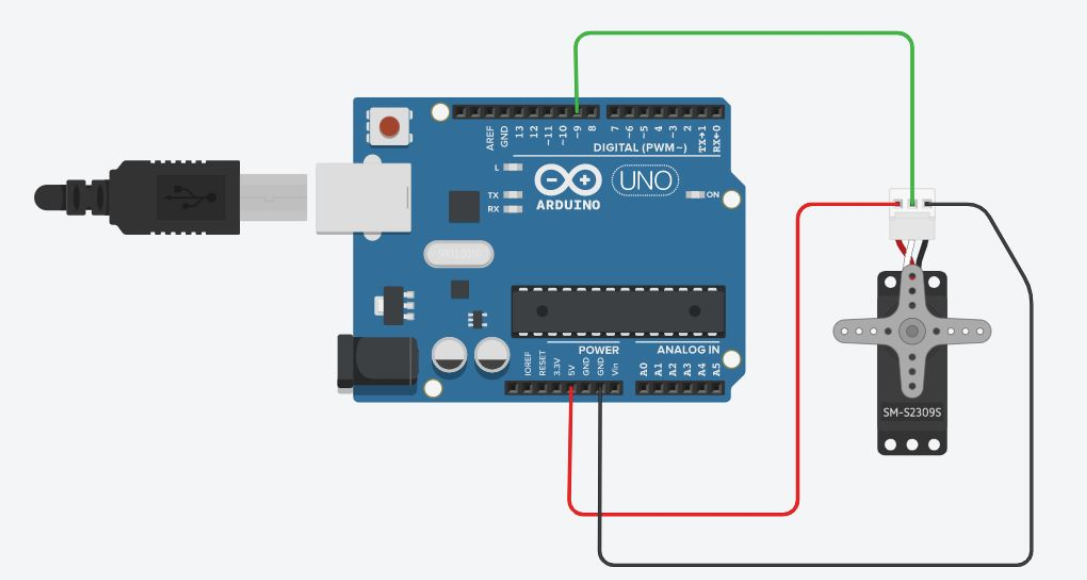 AREF
GND
13
12
~11
~10
~9
8
7
~6
~5
4
~3
2
TX→1
RX←0
DIGITAL (PWM~)
L
TX
RX
UNO
ON
ARDUINO
POWER
ANALOG IN
IOREF
RESET
3.3V
5V
GND
GND
Vin
A0
A1
A2
A3
A4
A5
SM-S2309S